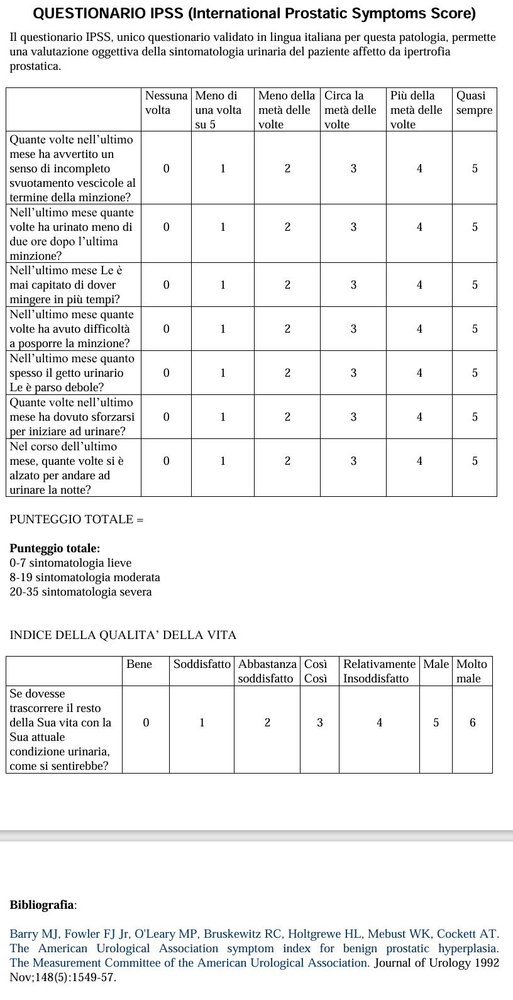 QUESTIONARIO IPSS (International Prostatic Symptoms Score)
Il questionario IPSS, unico questionario validato in lingua italiana per questa patologia, permette
una valutazione oggettiva della sintomatologia urinaria del paziente affetto da ipertrofia
prostatica.
Nessuna volta | Meno di una volta su 5 | Meno della metà delle volte | Circa la metà delle volte | Più della metà delle volte | Quasi sempre
Quante volte nell'ultimo
mese ha avvertito un
senso di incompleto
svuotamento vescicole al
termine della minzione?
0 1 2 3 4 5
Nell'ultimo mese quante
volte ha urinato meno di
due ore dopo l'ultima
minzione?
0 1 2 3 4 5
Nell'ultimo mese Le è
mai capitato di dover
mingere in più tempi?
0 1 2 3 4 5
Nell'ultimo mese quante
volte ha avuto difficoltà
a posporre la minzione?
0 1 2 3 4 5
Nell'ultimo mese quanto
spesso il getto urinario
Le è parso debole?
0 1 2 3 4 5
Quante volte nell'ultimo
mese ha dovuto sforzarsi
per iniziare ad urinare?
0 1 2 3 4 5
Nel corso dell'ultimo
mese, quante volte si è
alzato per andare ad
urinare la notte?
0 1 2 3 4 5
PUNTEGGIO TOTALE =
Punteggio totale:
0-7 sintomatologia lieve
8-19 sintomatologia moderata
20-35 sintomatologia severa
INDICE DELLA QUALITA' DELLA VITA
Bene | Soddisfatto | Abbastanza soddisfatto | Così Così | Relativamente Insoddisfatto | Male | Molto male
Se dovesse
trascorrere il resto
della Sua vita con la
Sua attuale
condizione urinaria,
come si sentirebbe?
0 1 2 3 4 5 6
Bibliografia:
Barry MJ, Fowler FJ Jr, O'Leary MP, Bruskewitz RC, Holtgrewe HL, Mebust WK, Cockett AT.
The American Urological Association symptom index for benign prostatic hyperplasia.
The Measurement Committee of the American Urological Association. Journal of Urology 1992
Nov;148(5):1549-57.